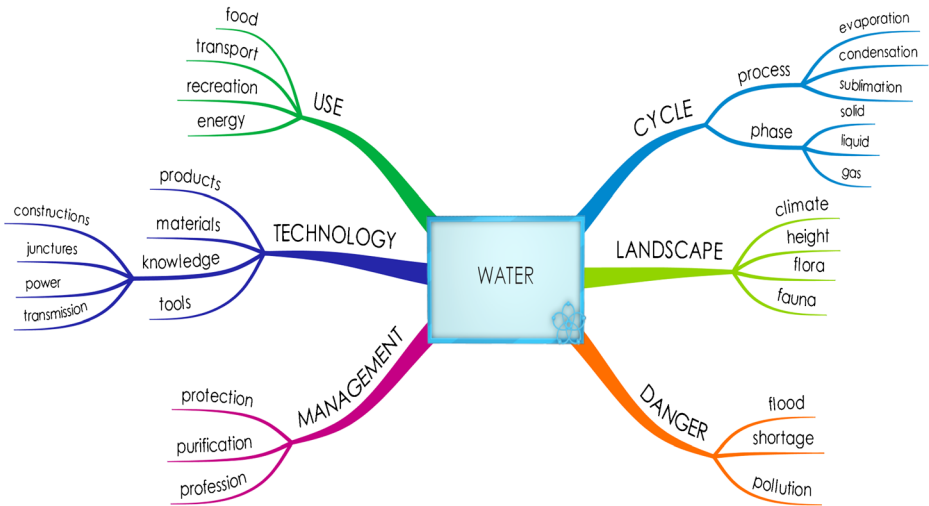 WATER
USE
food
transport
recreation
energy
TECHNOLOGY
products
materials
knowledge
constructions
junctures
power
transmission
tools
MANAGEMENT
protection
purification
profession
CYCLE
process
evaporation
condensation
sublimation
phase
solid
liquid
gas
LANDSCAPE
climate
height
flora
fauna
DANGER
flood
shortage
pollution